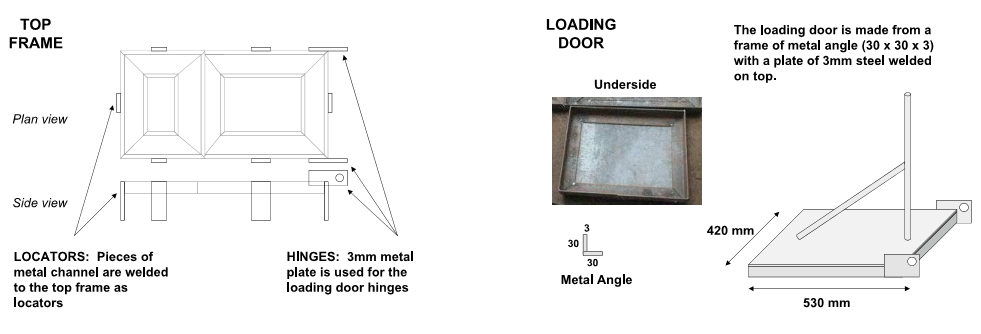 TOP
FRAME
Plan view
Side view
LOCATORS: Pieces of
metal channel are welded
to the top frame as
locators
HINGES: 3mm metal
plate is used for the
loading door hinges
LOADING
DOOR
The loading door is made from a
frame of metal angle (30 x 30 x 3)
with a plate of 3mm steel welded
on top.
Underside
3
30
30
Metal Angle
420 mm
530 mm